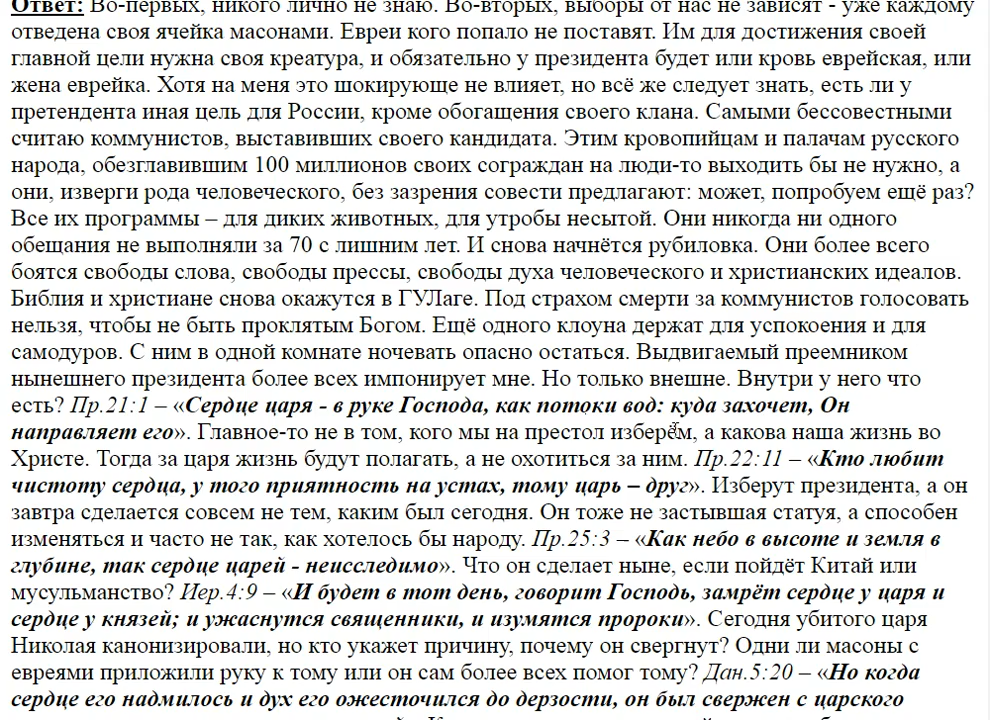 Ответ: Во-первых, никого лично не знаю. Во-вторых, выборы от нас не зависят - уже каждому
отведена своя ячейка масонами. Евреи кого попало не поставят. Им для достижения своей
главной цели нужна своя креатура, и обязательно у президента будет или кровь еврейская, или
жена еврейка. Хотя на меня это шокирующе не влияет, но всё же следует знать, есть ли у
претендента иная цель для России, кроме обогащения своего клана. Самыми бессовестными
считаю коммунистов, выставивших своего кандидата. Этим кровопийцам и палачам русского
народа, обезглавившим 100 миллионов своих сограждан на люди-то выходить бы не нужно, а
они, изверги рода человеческого, без зазрения совести предлагают: может, попробуем ещё раз?
Все их программы – для диких животных, для утробы несытой. Они никогда ни одного
обещания не выполняли за 70 с лишним лет. И снова начнётся рубиловка. Они более всего
боятся свободы слова, свободы прессы, свободы духа человеческого и христианских идеалов.
Библия и христиане снова окажутся в ГУЛаге. Под страхом смерти за коммунистов голосовать
нельзя, чтобы не быть проклятым Богом. Ещё одного клоуна держат для успокоения и для
самодуров. С ним в одной комнате ночевать опасно остаться. Выдвигаемый преемником
нынешнего президента более всех импонирует мне. Но только внешне. Внутри у него что
есть? Пр.21:1 – «Сердце царя - в руке Господа, как потоки вод: куда захочет, Он
направляет его». Главное-то не в том, кого мы на престол изберём, а какова наша жизнь во
Христе. Тогда за царя жизнь будут полагать, а не охотиться за ним. Пр.22:11 – «Кто любит
чистоту сердца, у того приятность на устах, тому царь – друг». Изберут президента, а он
завтра сделается совсем не тем, каким был сегодня. Он тоже не застывшая статуя, а способен
изменяться и часто не так, как хотелось бы народу. Пр.25:3 – «Как небо в высоте и земля в
глубине, так сердце царей - неисследимо». Что он сделает ныне, если пойдёт Китай или
мусульманство? Иер.4:9 – «И будет в тот день, говорит Господь, замрёт сердце у царя и
сердце у князей; и ужаснутся священники, и изумятся пророки». Сегодня убитого царя
Николая канонизировали, но кто укажет причину, почему он свергнут? Одни ли масоны с
евреями приложили руку к тому или он сам более всех помог тому? Дан.5:20 – «Но когда
сердце его надмилось и дух его ожесточился до дерзости, он был свержен с царского